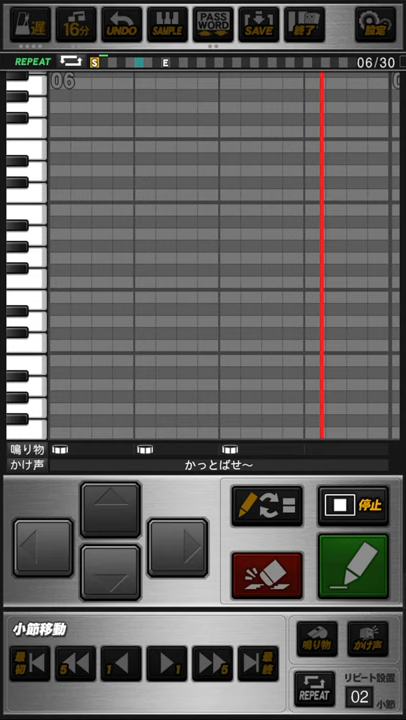 遅
16分
UNDO
SAMPLE
PASS
WORD
SAVE
終了
設定
REPEAT
S
E
06/30
06
鳴り物
かけ声
かっとばせ～
停止
小節移動
最初
5
1
1
5
最終
鳴り物
かけ声
REPEAT
リピート設置
02
小節